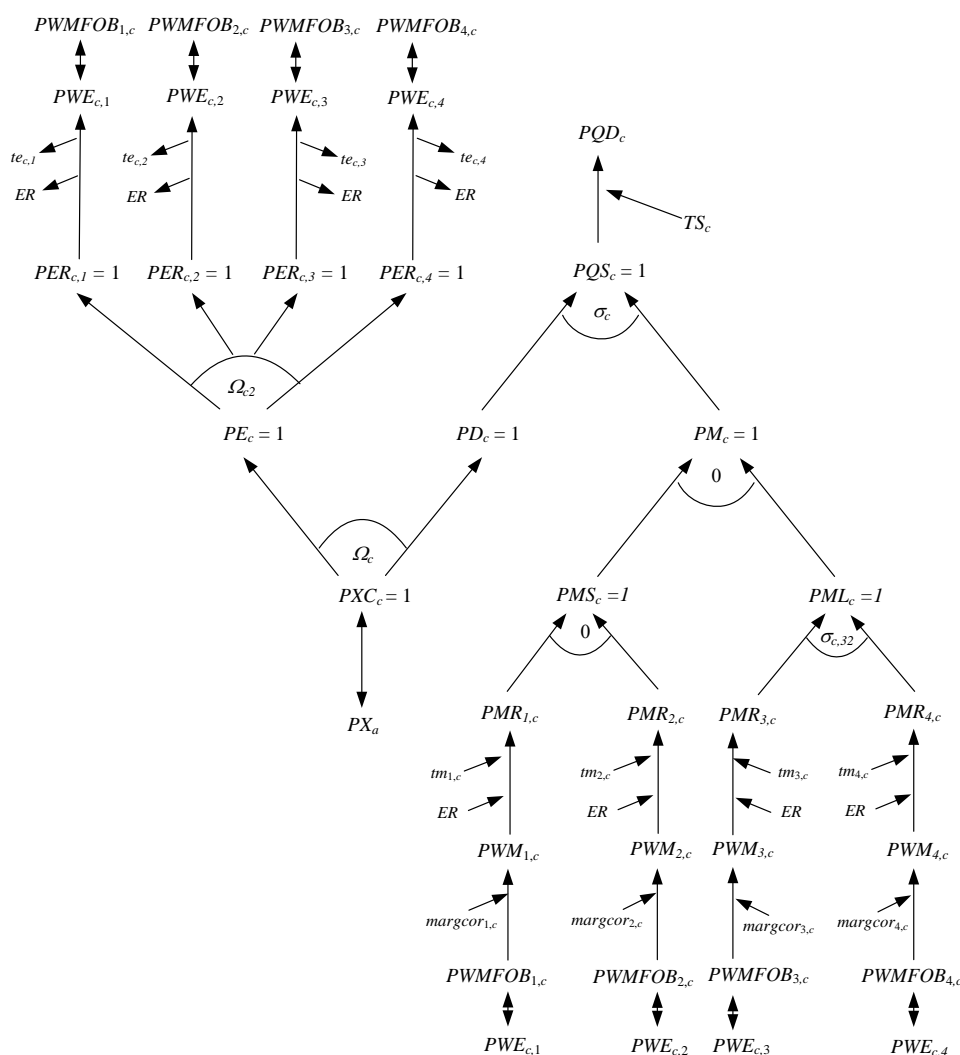 PWMFOB1,c PWMFOB2,c PWMFOB3,c PWMFOB4,c
PWEc,1 PWEc,2 PWEc,3 PWEc,4
PQDc
tec,1 tec,2 tec,3 tec,4
ER ER ER ER
TSc
PERc,1 = 1 PERc,2 = 1 PERc,3 = 1 PERc,4 = 1 PQSc = 1
σc
Ωc2
PEc = 1 PDc = 1 PMc = 1
0
Ωc
PXCc = 1 PMSc =1 PMLc =1
0 σc,32
PXa PMR1,c PMR2,c PMR3,c PMR4,c
tm1,c tm2,c tm3,c tm4,c
ER ER ER ER
PWM1,c PWM2,c PWM3,c PWM4,c
margcor1,c margcor2,c margcor3,c margcor4,c
PWMFOB1,c PWMFOB2,c PWMFOB3,c PWMFOB4,c
PWEc,1 PWEc,2 PWEc,3 PWEc,4